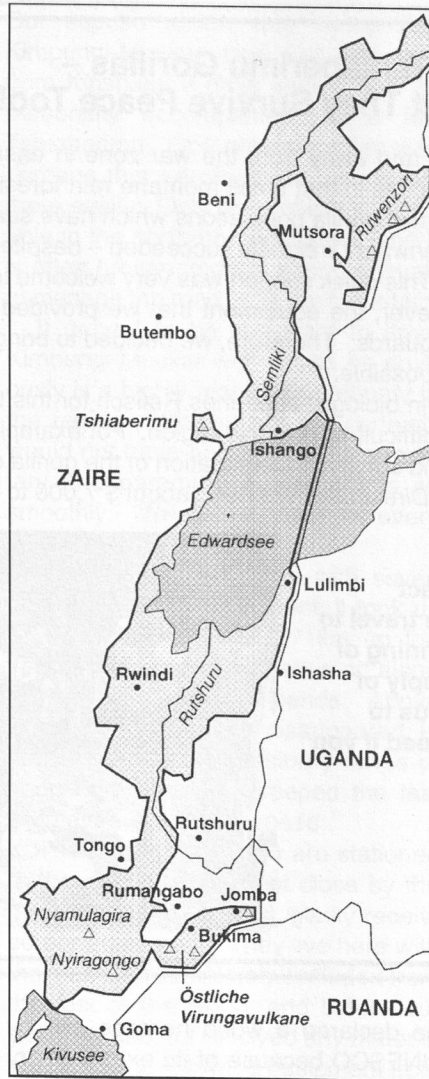 Beni
Ruwenzori
Mutsora
Butembo
Semliki
Tshiaberimu
Ishango
ZAIRE
Edwardsee
Lulimbi
Rwindi
Rutshuru
Ishasha
UGANDA
Rutshuru
Tongo
Rumangabo
Jomba
Nyamulagira
Bukima
Nyiragongo
Östliche
Virungavulkane
RUANDA
Goma
Kivusee